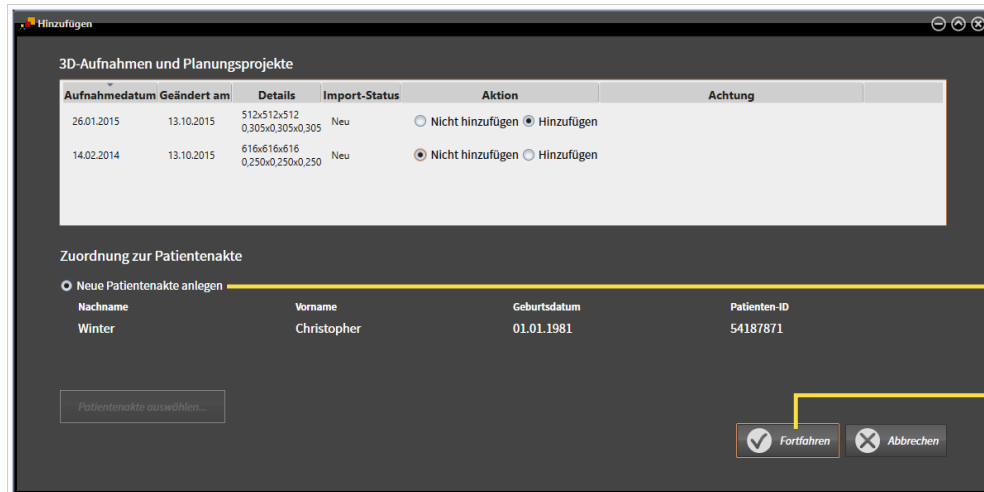 Hinzufügen
3D-Aufnahmen und Planungsprojekte
Aufnahmedatum Geändert am Details Import-Status Aktion Achtung
26.01.2015 13.10.2015 512x512x512 0,305x0,305x0,305 Neu Nicht hinzufügen Hinzufügen
14.02.2014 13.10.2015 616x616x616 0,250x0,250x0,250 Neu Nicht hinzufügen Hinzufügen
Zuordnung zur Patientenakte
Neue Patientenakte anlegen
Nachname Vorname Geburtsdatum Patienten-ID
Winter Christopher 01.01.1981 54187871
Patientenakte auswählen...
Fortfahren Abbrechen